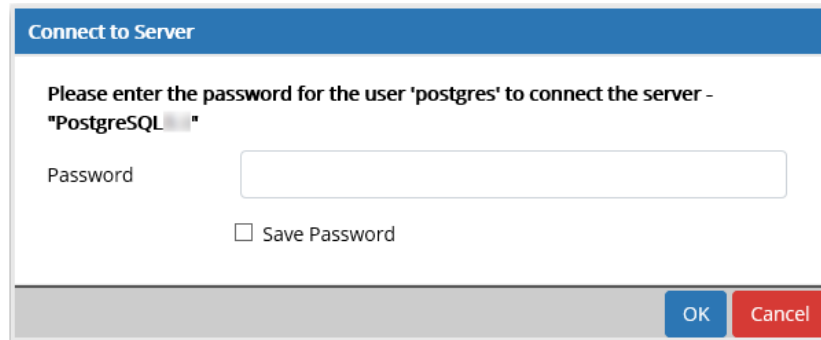 Connect to Server
Please enter the password for the user 'postgres' to connect the server -
"PostgreSQL "
Password
Save Password
OK
Cancel